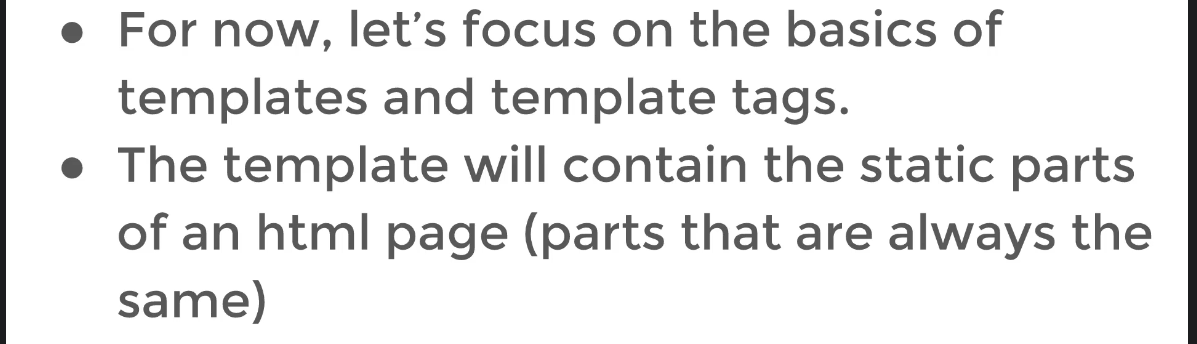 ● For now, let’s focus on the basics of
templates and template tags.
● The template will contain the static parts
of an html page (parts that are always the
same)